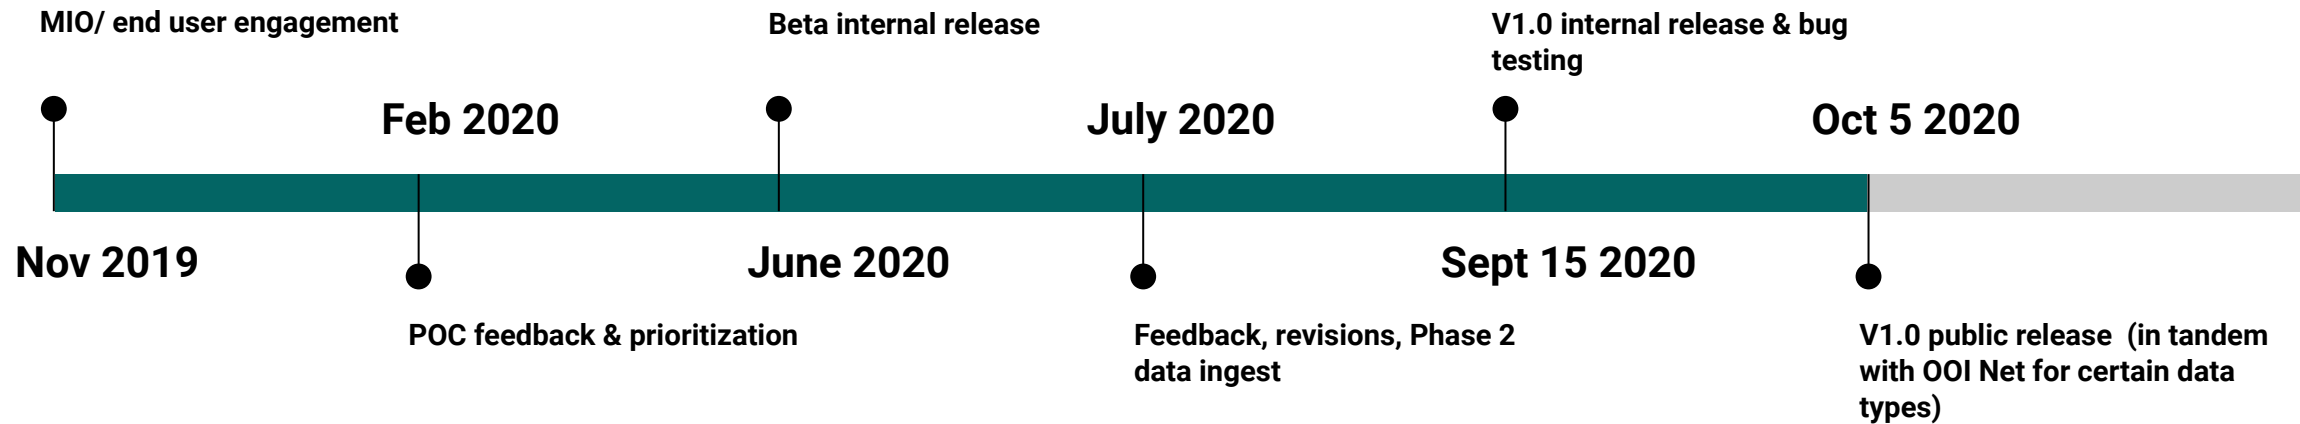 MIO/ end user engagement
Beta internal release
V1.0 internal release & bug
testing
Feb 2020
July 2020
Oct 5 2020
Nov 2019
June 2020
Sept 15 2020
POC feedback & prioritization
Feedback, revisions, Phase 2
data ingest
V1.0 public release  (in tandem
with OOI Net for certain data
types)